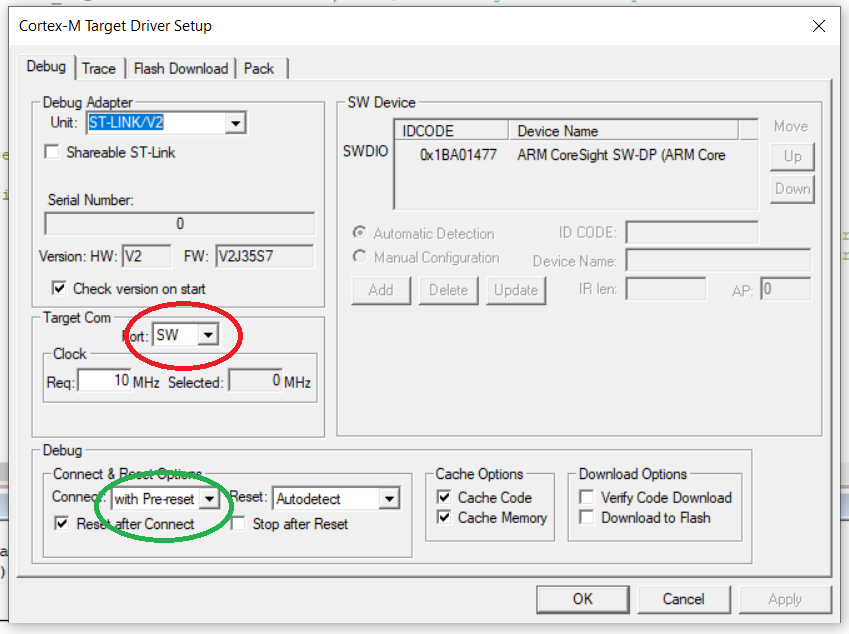 Cortex-M Target Driver Setup
Debug Trace Flash Download Pack
Debug Adapter
Unit: ST-LINK/V2
Shareable ST-Link
Serial Number:
0
Version: HW: V2 FW: V2J35S7
Check version on start
Target Com
Port: SW
Clock
Req: 10 MHz Selected: 0 MHz
SW Device
IDCODE Device Name
SWDIO 0x1BA01477 ARM CoreSight SW-DP (ARM Core
Move
Up
Down
Automatic Detection ID CODE:
Manual Configuration Device Name:
Add Delete Update IR len: AP: 0
Debug
Connect & Reset Options
Connect: with Pre-reset Reset: Autodetect
Reset after Connect Stop after Reset
Cache Options
Cache Code
Cache Memory
Download Options
Verify Code Download
Download to Flash
OK Cancel Apply